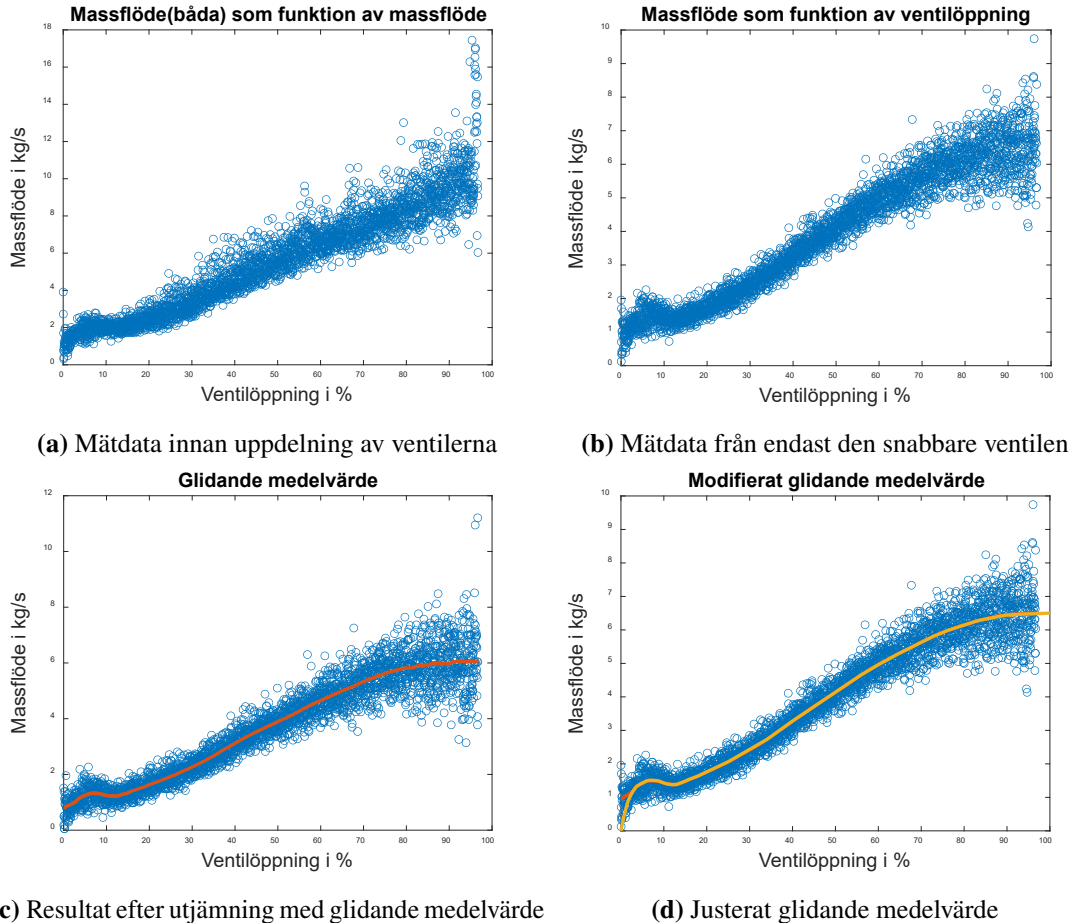 Massflöde(båda) som funktion av massflöde
18
16
14
12
10
8
6
4
2
0
Massflöde i kg/s
0 10 20 30 40 50 60 70 80 90 100
Ventilöppning i %
(a) Mätdata innan uppdelning av ventilerna
Massflöde som funktion av ventilöppning
10
9
8
7
6
5
4
3
2
1
0
Massflöde i kg/s
0 10 20 30 40 50 60 70 80 90 100
Ventilöppning i %
(b) Mätdata från endast den snabbare ventilen
Glidande medelvärde
12
10
8
6
4
2
0
Massflöde i kg/s
0 10 20 30 40 50 60 70 80 90 100
Ventilöppning i %
c) Resultat efter utjämning med glidande medelvärde
Modifierat glidande medelvärde
10
9
8
7
6
5
4
3
2
1
0
Massflöde i kg/s
0 10 20 30 40 50 60 70 80 90 100
Ventilöppning i %
(d) Justerat glidande medelvärde